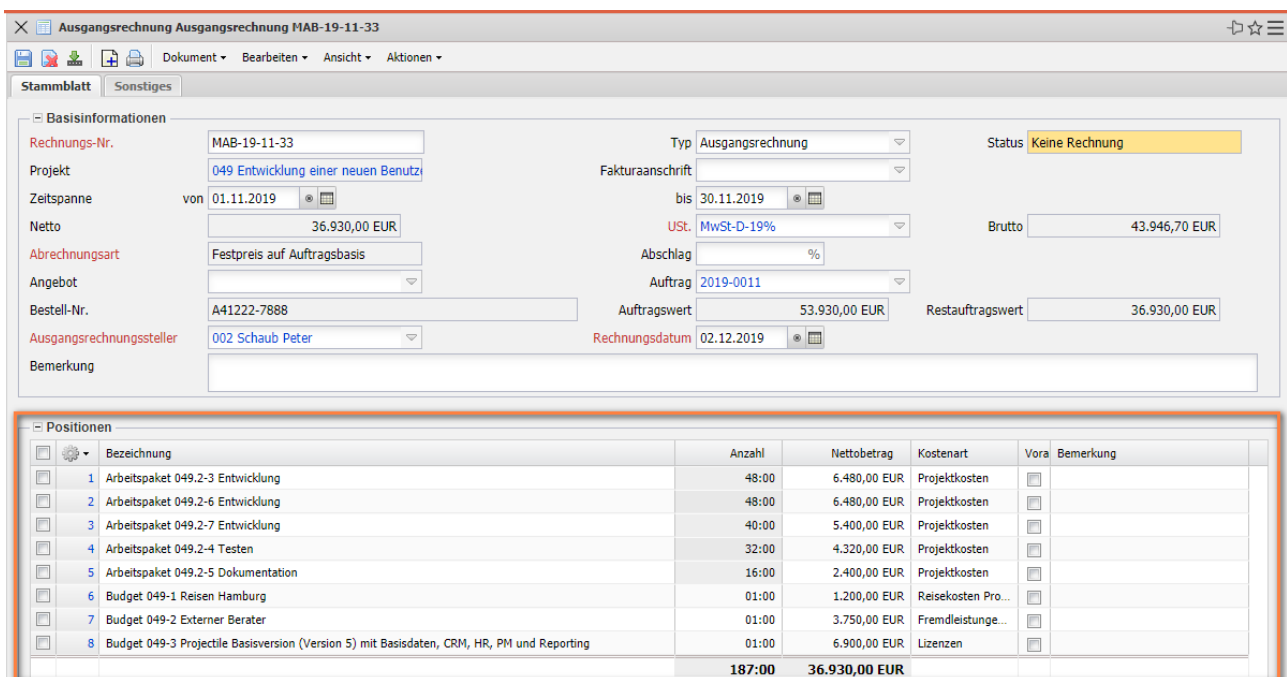 Ausgangsrechnung Ausgangsrechnung MAB-19-11-33
Dokument Bearbeiten Ansicht Aktionen
Stammblatt Sonstiges
Basisinformationen
Rechnungs-Nr. MAB-19-11-33 Typ Ausgangsrechnung Status Keine Rechnung
Projekt 049 Entwicklung einer neuen Benutze Fakturaanschrift
Zeitspanne von 01.11.2019 bis 30.11.2019
Netto 36.930,00 EUR USt. MwSt-D-19% Brutto 43.946,70 EUR
Abrechnungsart Festpreis auf Auftragsbasis Abschlag %
Angebot Auftrag 2019-0011
Bestell-Nr. A41222-7888 Auftragswert 53.930,00 EUR Restauftragswert 36.930,00 EUR
Ausgangsrechnungssteller 002 Schaub Peter Rechnungsdatum 02.12.2019
Bemerkung
Positionen
Bezeichnung Anzahl Nettobetrag Kostenart Vora Bemerkung
1 Arbeitspaket 049.2-3 Entwicklung 48:00 6.480,00 EUR Projektkosten
2 Arbeitspaket 049.2-6 Entwicklung 48:00 6.480,00 EUR Projektkosten
3 Arbeitspaket 049.2-7 Entwicklung 40:00 5.400,00 EUR Projektkosten
4 Arbeitspaket 049.2-4 Testen 32:00 4.320,00 EUR Projektkosten
5 Arbeitspaket 049.2-5 Dokumentation 16:00 2.400,00 EUR Projektkosten
6 Budget 049-1 Reisen Hamburg 01:00 1.200,00 EUR Reisekosten Pro...
7 Budget 049-2 Externer Berater 01:00 3.750,00 EUR Fremdleistunge...
8 Budget 049-3 Projectile Basisversion (Version 5) mit Basisdaten, CRM, HR, PM und Reporting 01:00 6.900,00 EUR Lizenzen
187:00 36.930,00 EUR